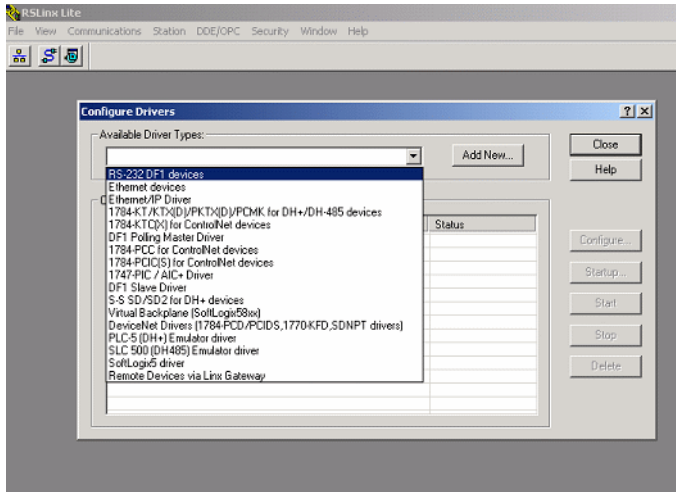 RSLinx Lite
File View Communications Station DDE/OPC Security Window Help
Configure Drivers
Available Driver Types:
Add New...
Close
Help
RS-232 DF1 devices
Ethernet devices
Ethernet/IP Driver
1784-KT/KTX(D)/PKTX(D)/PCMK for DH+/DH-485 devices
1784-KTC(X) for ControlNet devices
DF1 Polling Master Driver
1784-PCC for ControlNet devices
1784-PCIC(S) for ControlNet devices
1747-PIC / AIC+ Driver
DF1 Slave Driver
S-S SD/SD2 for DH+ devices
Virtual Backplane (SoftLogix58xx)
DeviceNet Drivers (1784-PCD/PCIDS,1770-KFD,SDNPT drivers)
PLC-5 (DH+) Emulator driver
SLC 500 (DH485) Emulator driver
SoftLogix5 driver
Remote Devices via Linx Gateway
Status
Configure...
Startup...
Start
Stop
Delete